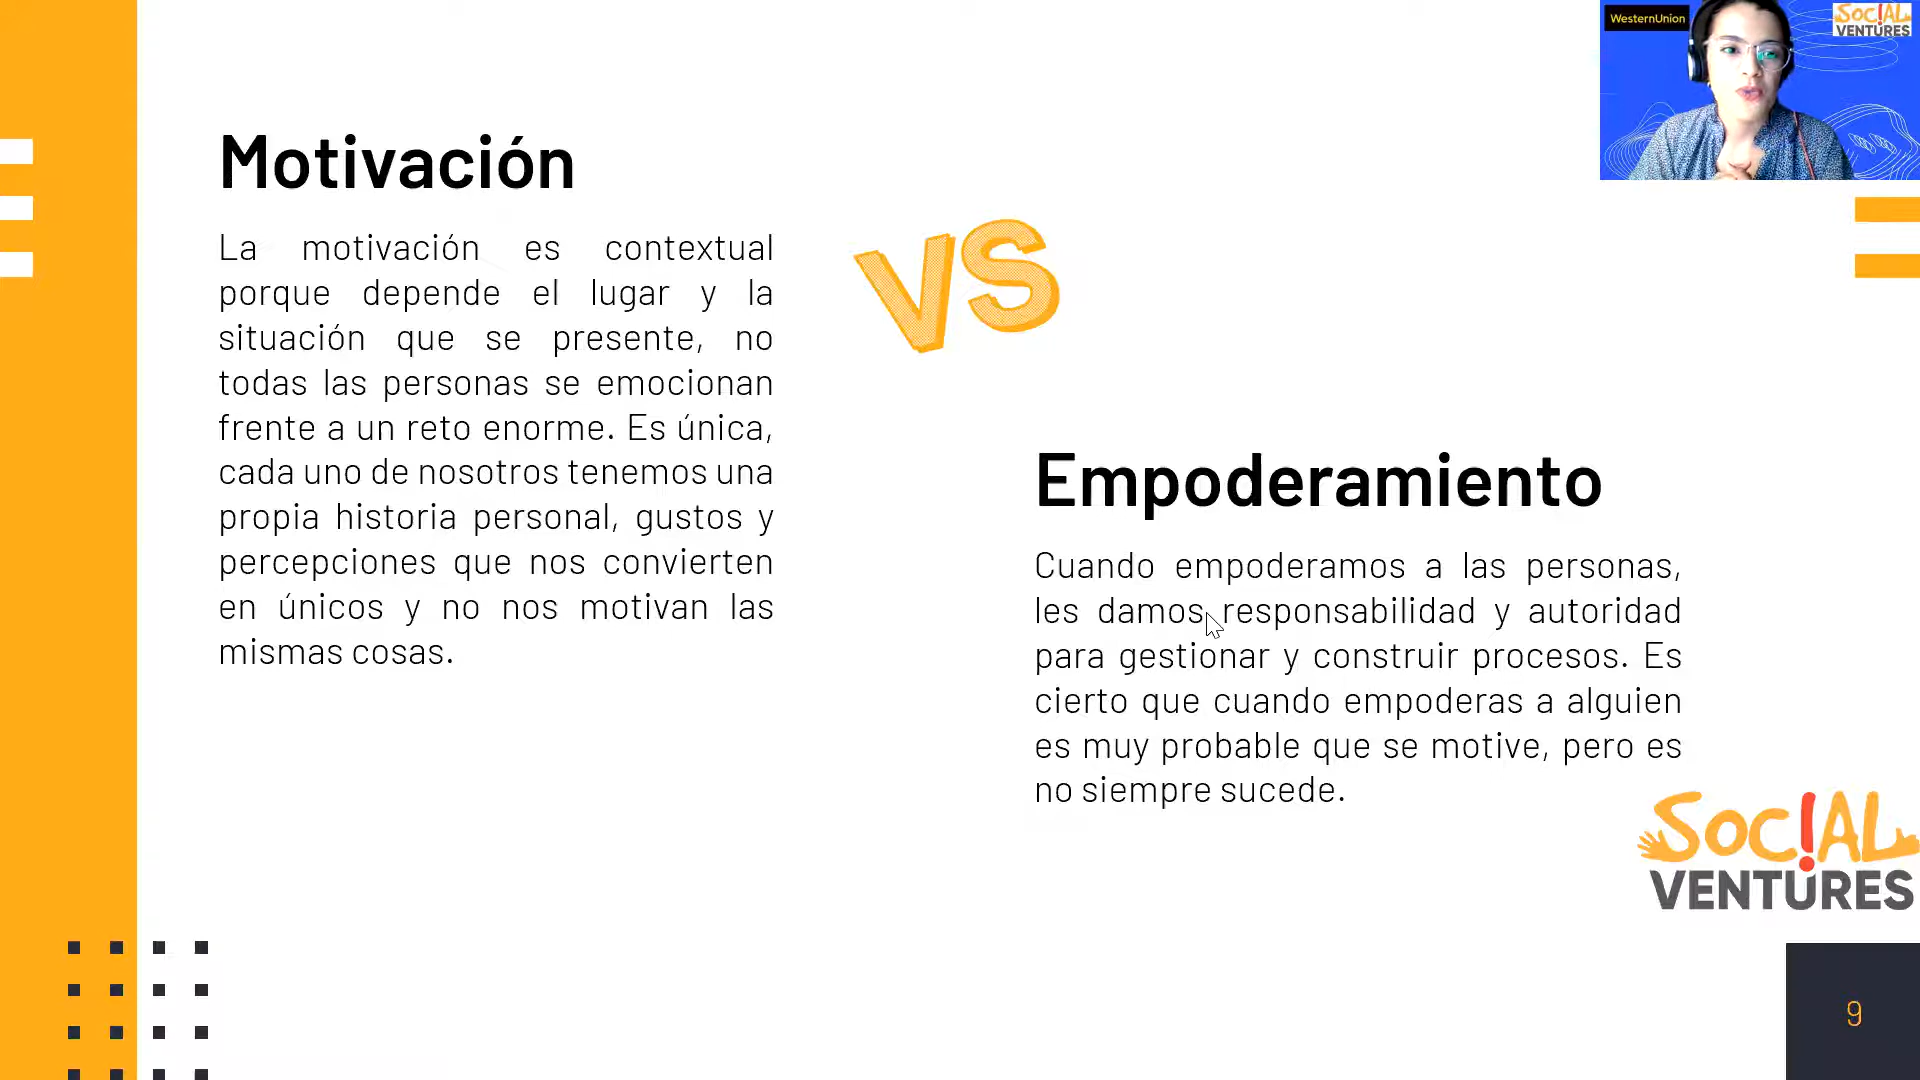 WesternUnion
SOC!AL
VENTURES
Motivación
La motivación es contextual
porque depende el lugar y la
situación que se presente, no
todas las personas se emocionan
frente a un reto enorme. Es única,
cada uno de nosotros tenemos una
propia historia personal, gustos y
percepciones que nos convierten
en únicos y no nos motivan las
mismas cosas.
VS
Empoderamiento
Cuando empoderamos a las personas,
les damos responsabilidad y autoridad
para gestionar y construir procesos. Es
cierto que cuando empoderas a alguien
es muy probable que se motive, pero es
no siempre sucede.
SOC!AL
VENTURES
9